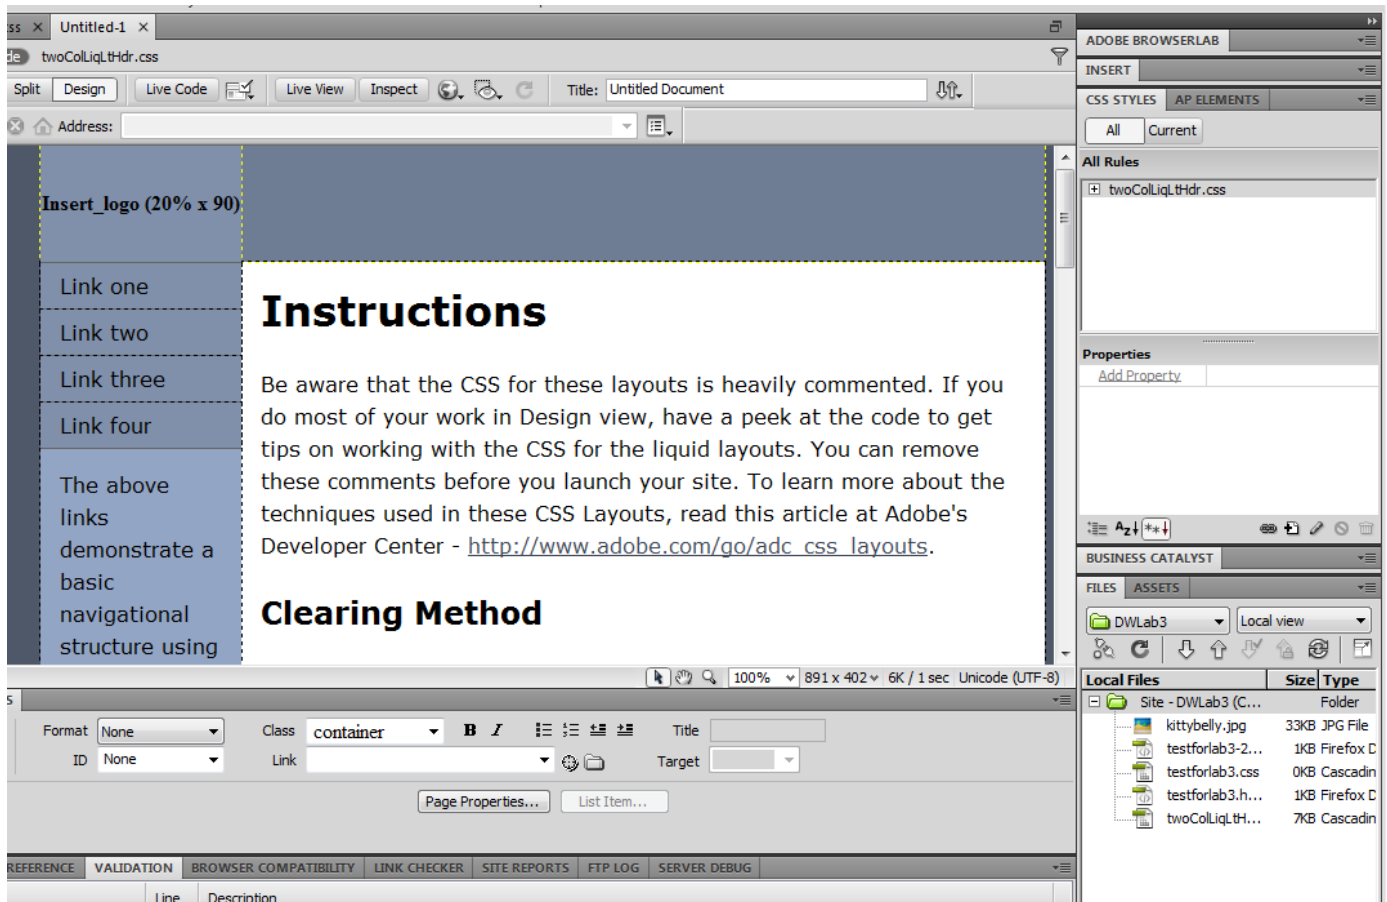 ss × Untitled-1 ×
de twoColLiqLtHdr.css
Split Design Live Code Live View Inspect Title: Untitled Document
Address:
Insert_logo (20% x 90)
Link one
Link two
Link three
Link four
The above
links
demonstrate a
basic
navigational
structure using
Instructions
Be aware that the CSS for these layouts is heavily commented. If you
do most of your work in Design view, have a peek at the code to get
tips on working with the CSS for the liquid layouts. You can remove
these comments before you launch your site. To learn more about the
techniques used in these CSS Layouts, read this article at Adobe's
Developer Center - http://www.adobe.com/go/adc_css_layouts.
Clearing Method
100% 891 x 402 6K / 1 sec Unicode (UTF-8)
S
Format None Class container B I Title
ID None Link Target
Page Properties... List Item...
REFERENCE VALIDATION BROWSER COMPATIBILITY LINK CHECKER SITE REPORTS FTP LOG SERVER DEBUG
Line Description
ADOBE BROWSERLAB
INSERT
CSS STYLES AP ELEMENTS
All Current
All Rules
twoColLiqLtHdr.css
Properties
Add Property
BUSINESS CATALYST
FILES ASSETS
DWLab3 Local view
Local Files Size Type
Site - DWLab3 (C... Folder
kittybelly.jpg 33KB JPG File
testforlab3-2... 1KB Firefox D
testforlab3.css 0KB Cascadin
testforlab3.h... 1KB Firefox D
twoColLiqLtH... 7KB Cascadin